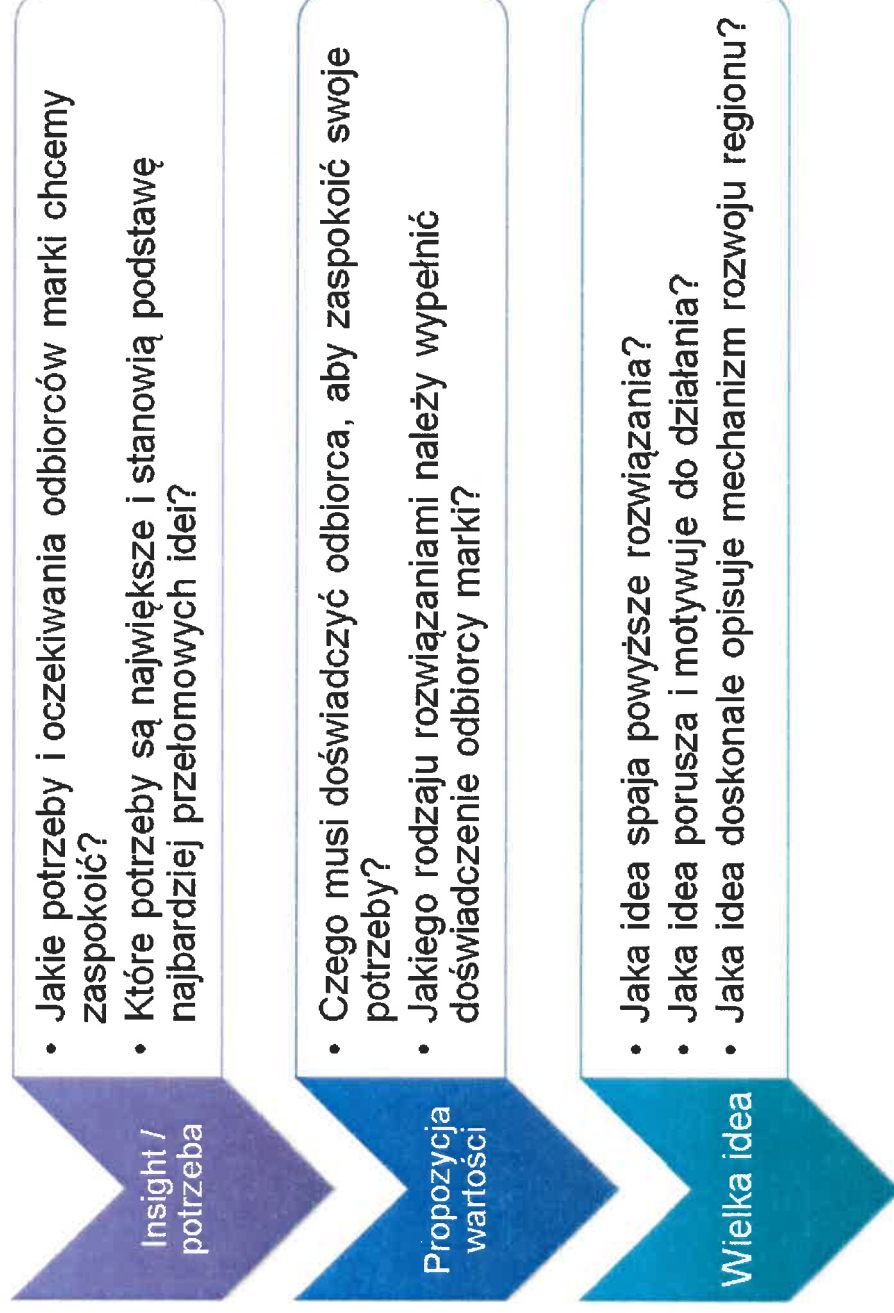 Insight /
potrzeba
• Jakie potrzeby i oczekiwania odbiorców marki chcemy
zaspokoić?
• Które potrzeby są największe i stanowią podstawę
najbardziej przełomowych idei?
Propozycja
wartości
• Czego musi doświadczyć odbiorca, aby zaspokoić swoje
potrzeby?
• Jakiego rodzaju rozwiązaniami należy wypełnić
doświadczenie odbiorcy marki?
Wielka idea
• Jaka idea spaja powyższe rozwiązania?
• Jaka idea porusza i motywuje do działania?
• Jaka idea doskonale opisuje mechanizm rozwoju regionu?